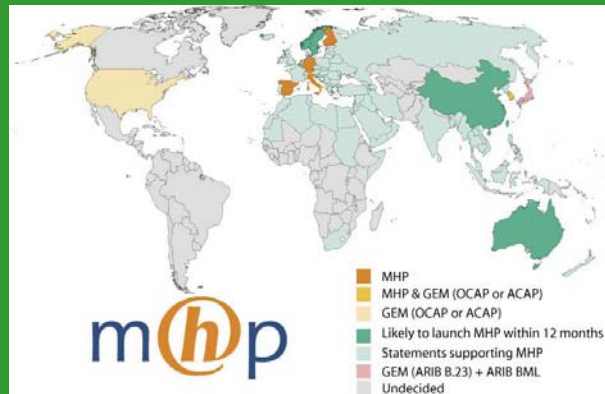 MHP
MHP & GEM (OCAP or ACAP)
GEM (OCAP or ACAP)
Likely to launch MHP within 12 months
Statements supporting MHP
GEM (ARIB B.23) + ARIB BML
Undecided
m@hp